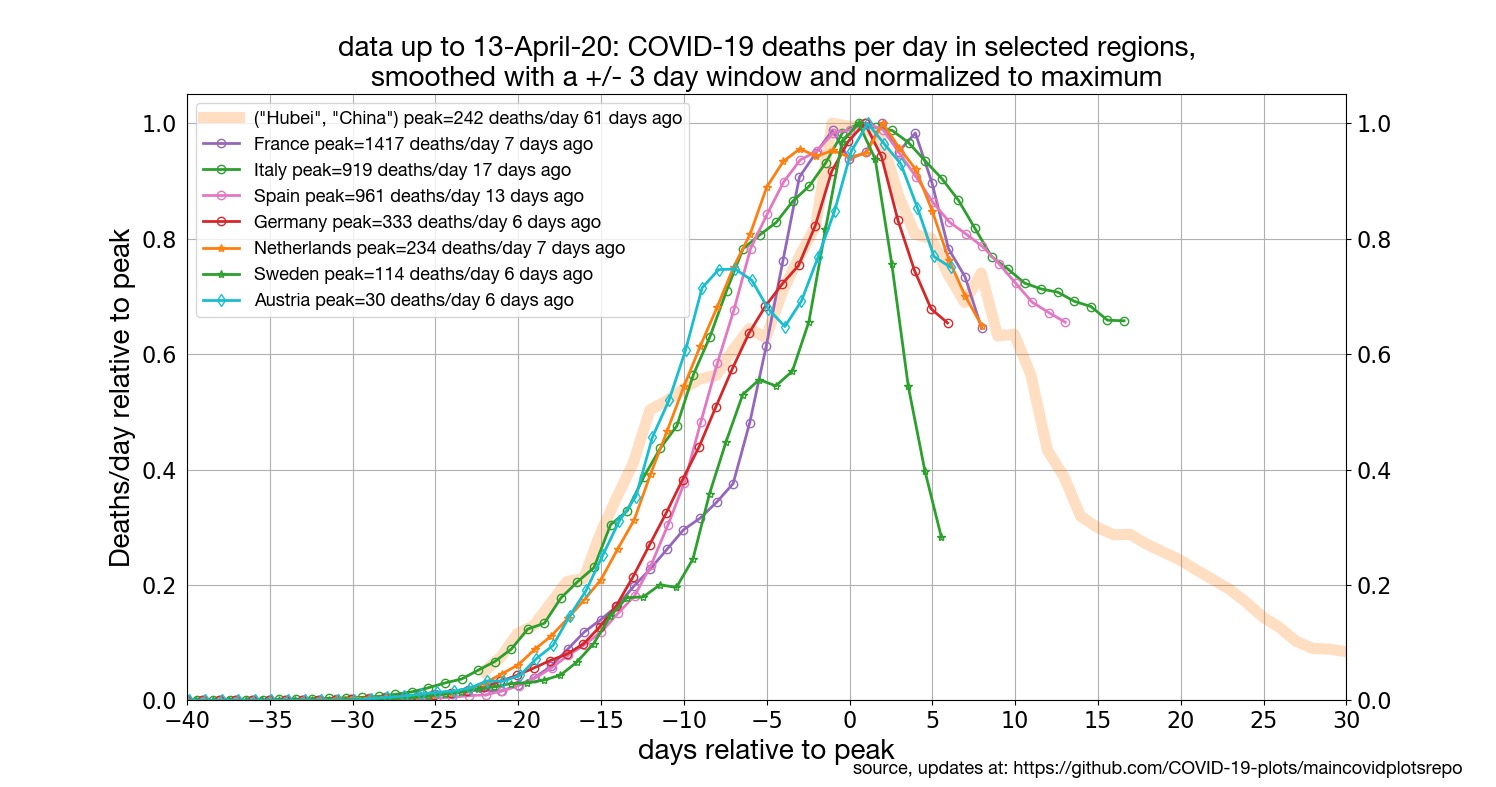 data up to 13-April-20: COVID-19 deaths per day in selected regions,
smoothed with a +/- 3 day window and normalized to maximum
("Hubei", "China") peak=242 deaths/day 61 days ago
France peak=1417 deaths/day 7 days ago
Italy peak=919 deaths/day 17 days ago
Spain peak=961 deaths/day 13 days ago
Germany peak=333 deaths/day 6 days ago
Netherlands peak=234 deaths/day 7 days ago
Sweden peak=114 deaths/day 6 days ago
Austria peak=30 deaths/day 6 days ago
Deaths/day relative to peak
1.0
0.8
0.6
0.4
0.2
0.0
1.0
0.8
0.6
0.4
0.2
0.0
−40 −35 −30 −25 −20 −15 −10 −5 0 5 10 15 20 25 30
days relative to peak
source, updates at: https://github.com/COVID-19-plots/maincovidplotsrepo